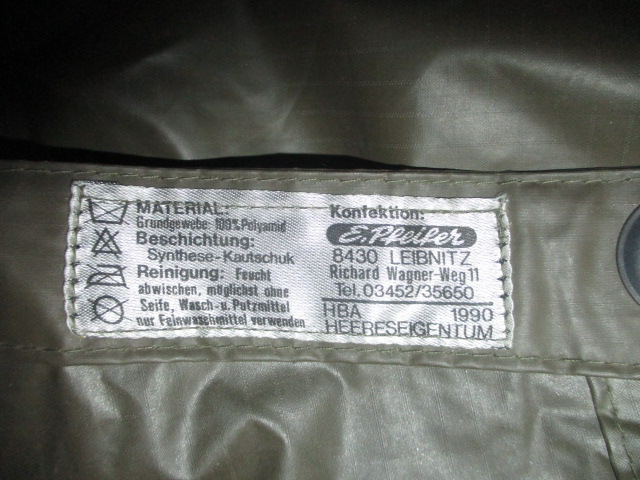 MATERIAL:
Grundgewebe: 100% Polyamid
Beschichtung:
Synthese-Kautschuk
Reinigung: Feucht
abwischen, möglichst ohne
Seife, Wasch-u. Putzmittel
nur Feinwaschmittel verwenden
Konfektion:
E. Pfeifer
8430 LEIBNITZ
Richard Wagner-Weg 11
Tel. 03452/35650
HBA 1990
HEERESEIGENTUM